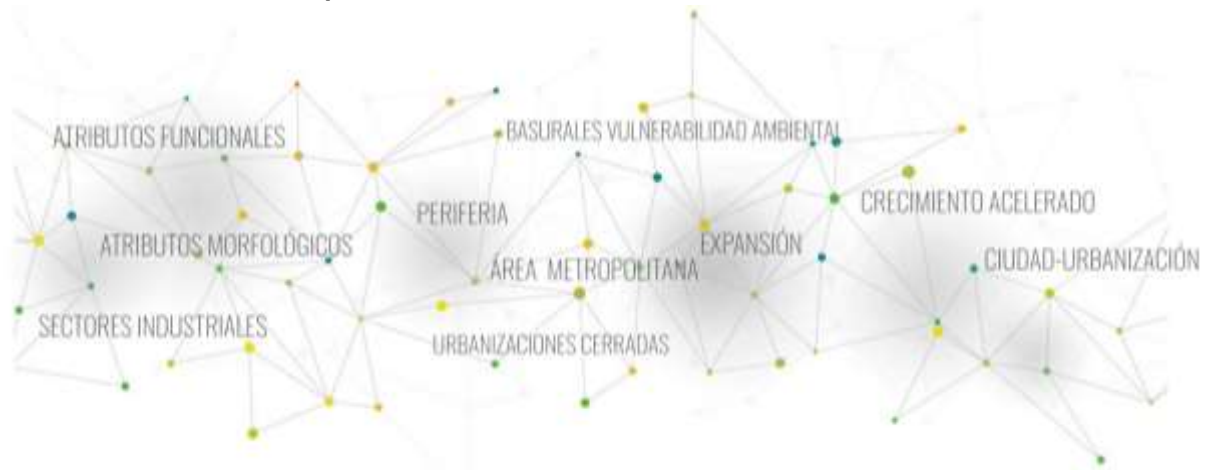 ATRIBUTOS FUNCIONALES
BASURALES VULNERABILIDAD AMBIENTAL
PERIFERIA
CRECIMIENTO ACELERADO
ATRIBUTOS MORFOLÓGICOS
EXPANSIÓN
ÁREA METROPOLITANA
CIUDAD-URBANIZACIÓN
SECTORES INDUSTRIALES
URBANIZACIONES CERRADAS